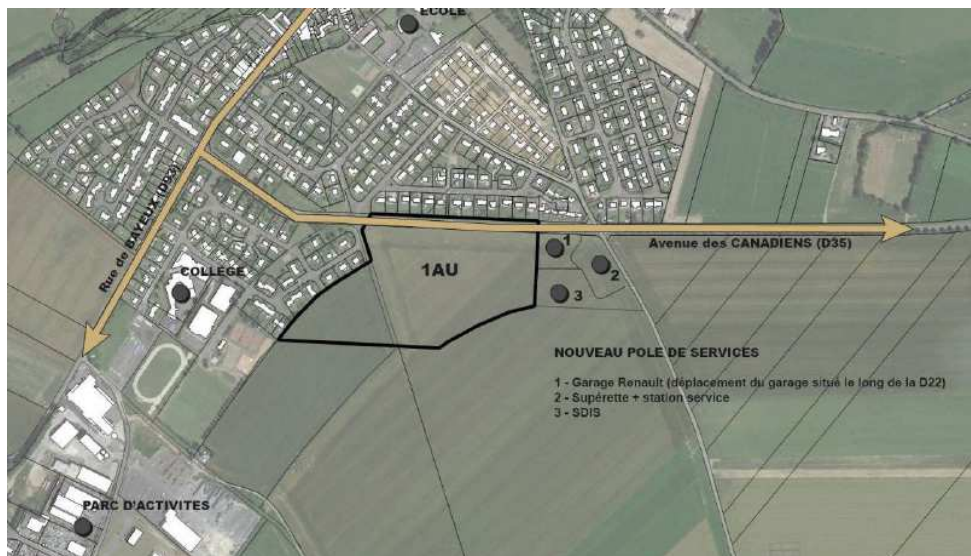 ECOLE
Rue de BAYEUX (D22)
COLLEGE
1AU
1
2
3
Avenue des CANADIENS (D35)
NOUVEAU POLE DE SERVICES
1 - Garage Renault (déplacement du garage situé le long de la D22)
2 - Supérette + station service
3 - SDIS
PARC D'ACTIVITES